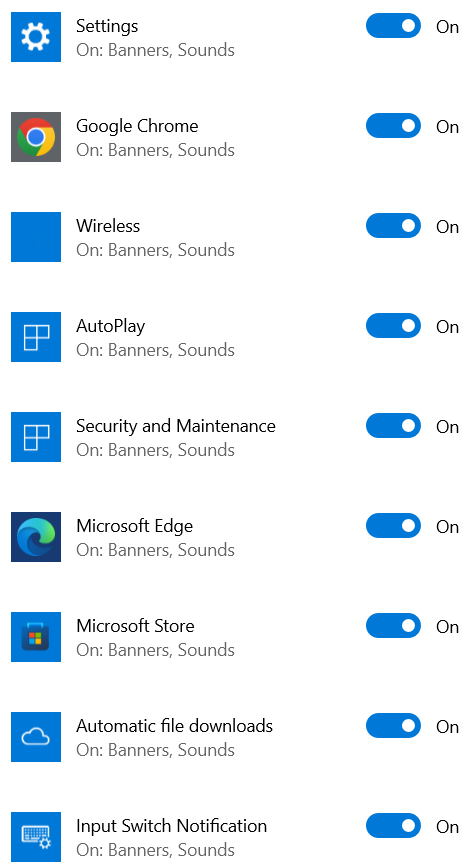 Settings
On
On: Banners, Sounds
Google Chrome
On
On: Banners, Sounds
Wireless
On
On: Banners, Sounds
AutoPlay
On
On: Banners, Sounds
Security and Maintenance
On
On: Banners, Sounds
Microsoft Edge
On
On: Banners, Sounds
Microsoft Store
On
On: Banners, Sounds
Automatic file downloads
On
On: Banners, Sounds
Input Switch Notification
On
On: Banners, Sounds